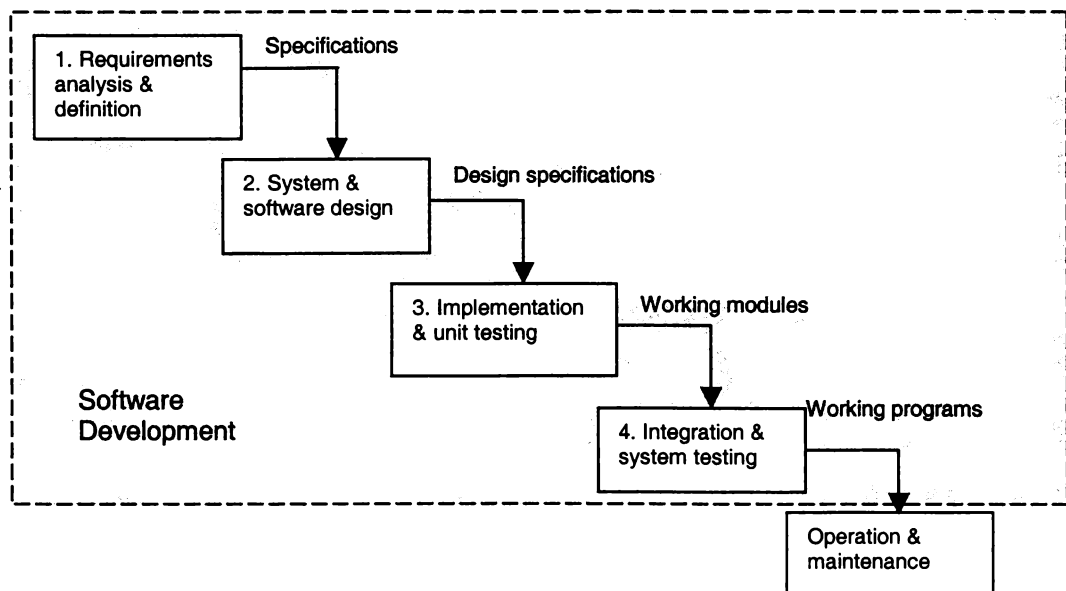 Specifications
1. Requirements
analysis &
definition
Design specifications
2. System &
software design
Working modules
3. Implementation
& unit testing
Software
Development
Working programs
4. Integration &
system testing
Operation &
maintenance